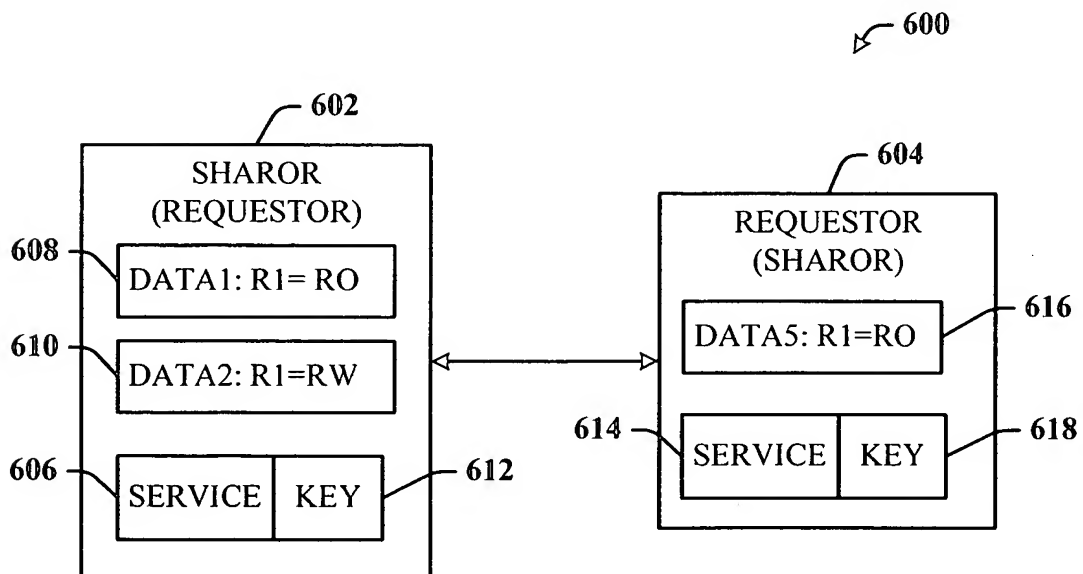 600
602
SHAROR
(REQUESTOR)
608
DATA1: R1= RO
610
DATA2: R1=RW
606
SERVICE
KEY
612
604
REQUESTOR
(SHAROR)
DATA5: R1=RO
616
614
SERVICE
KEY
618